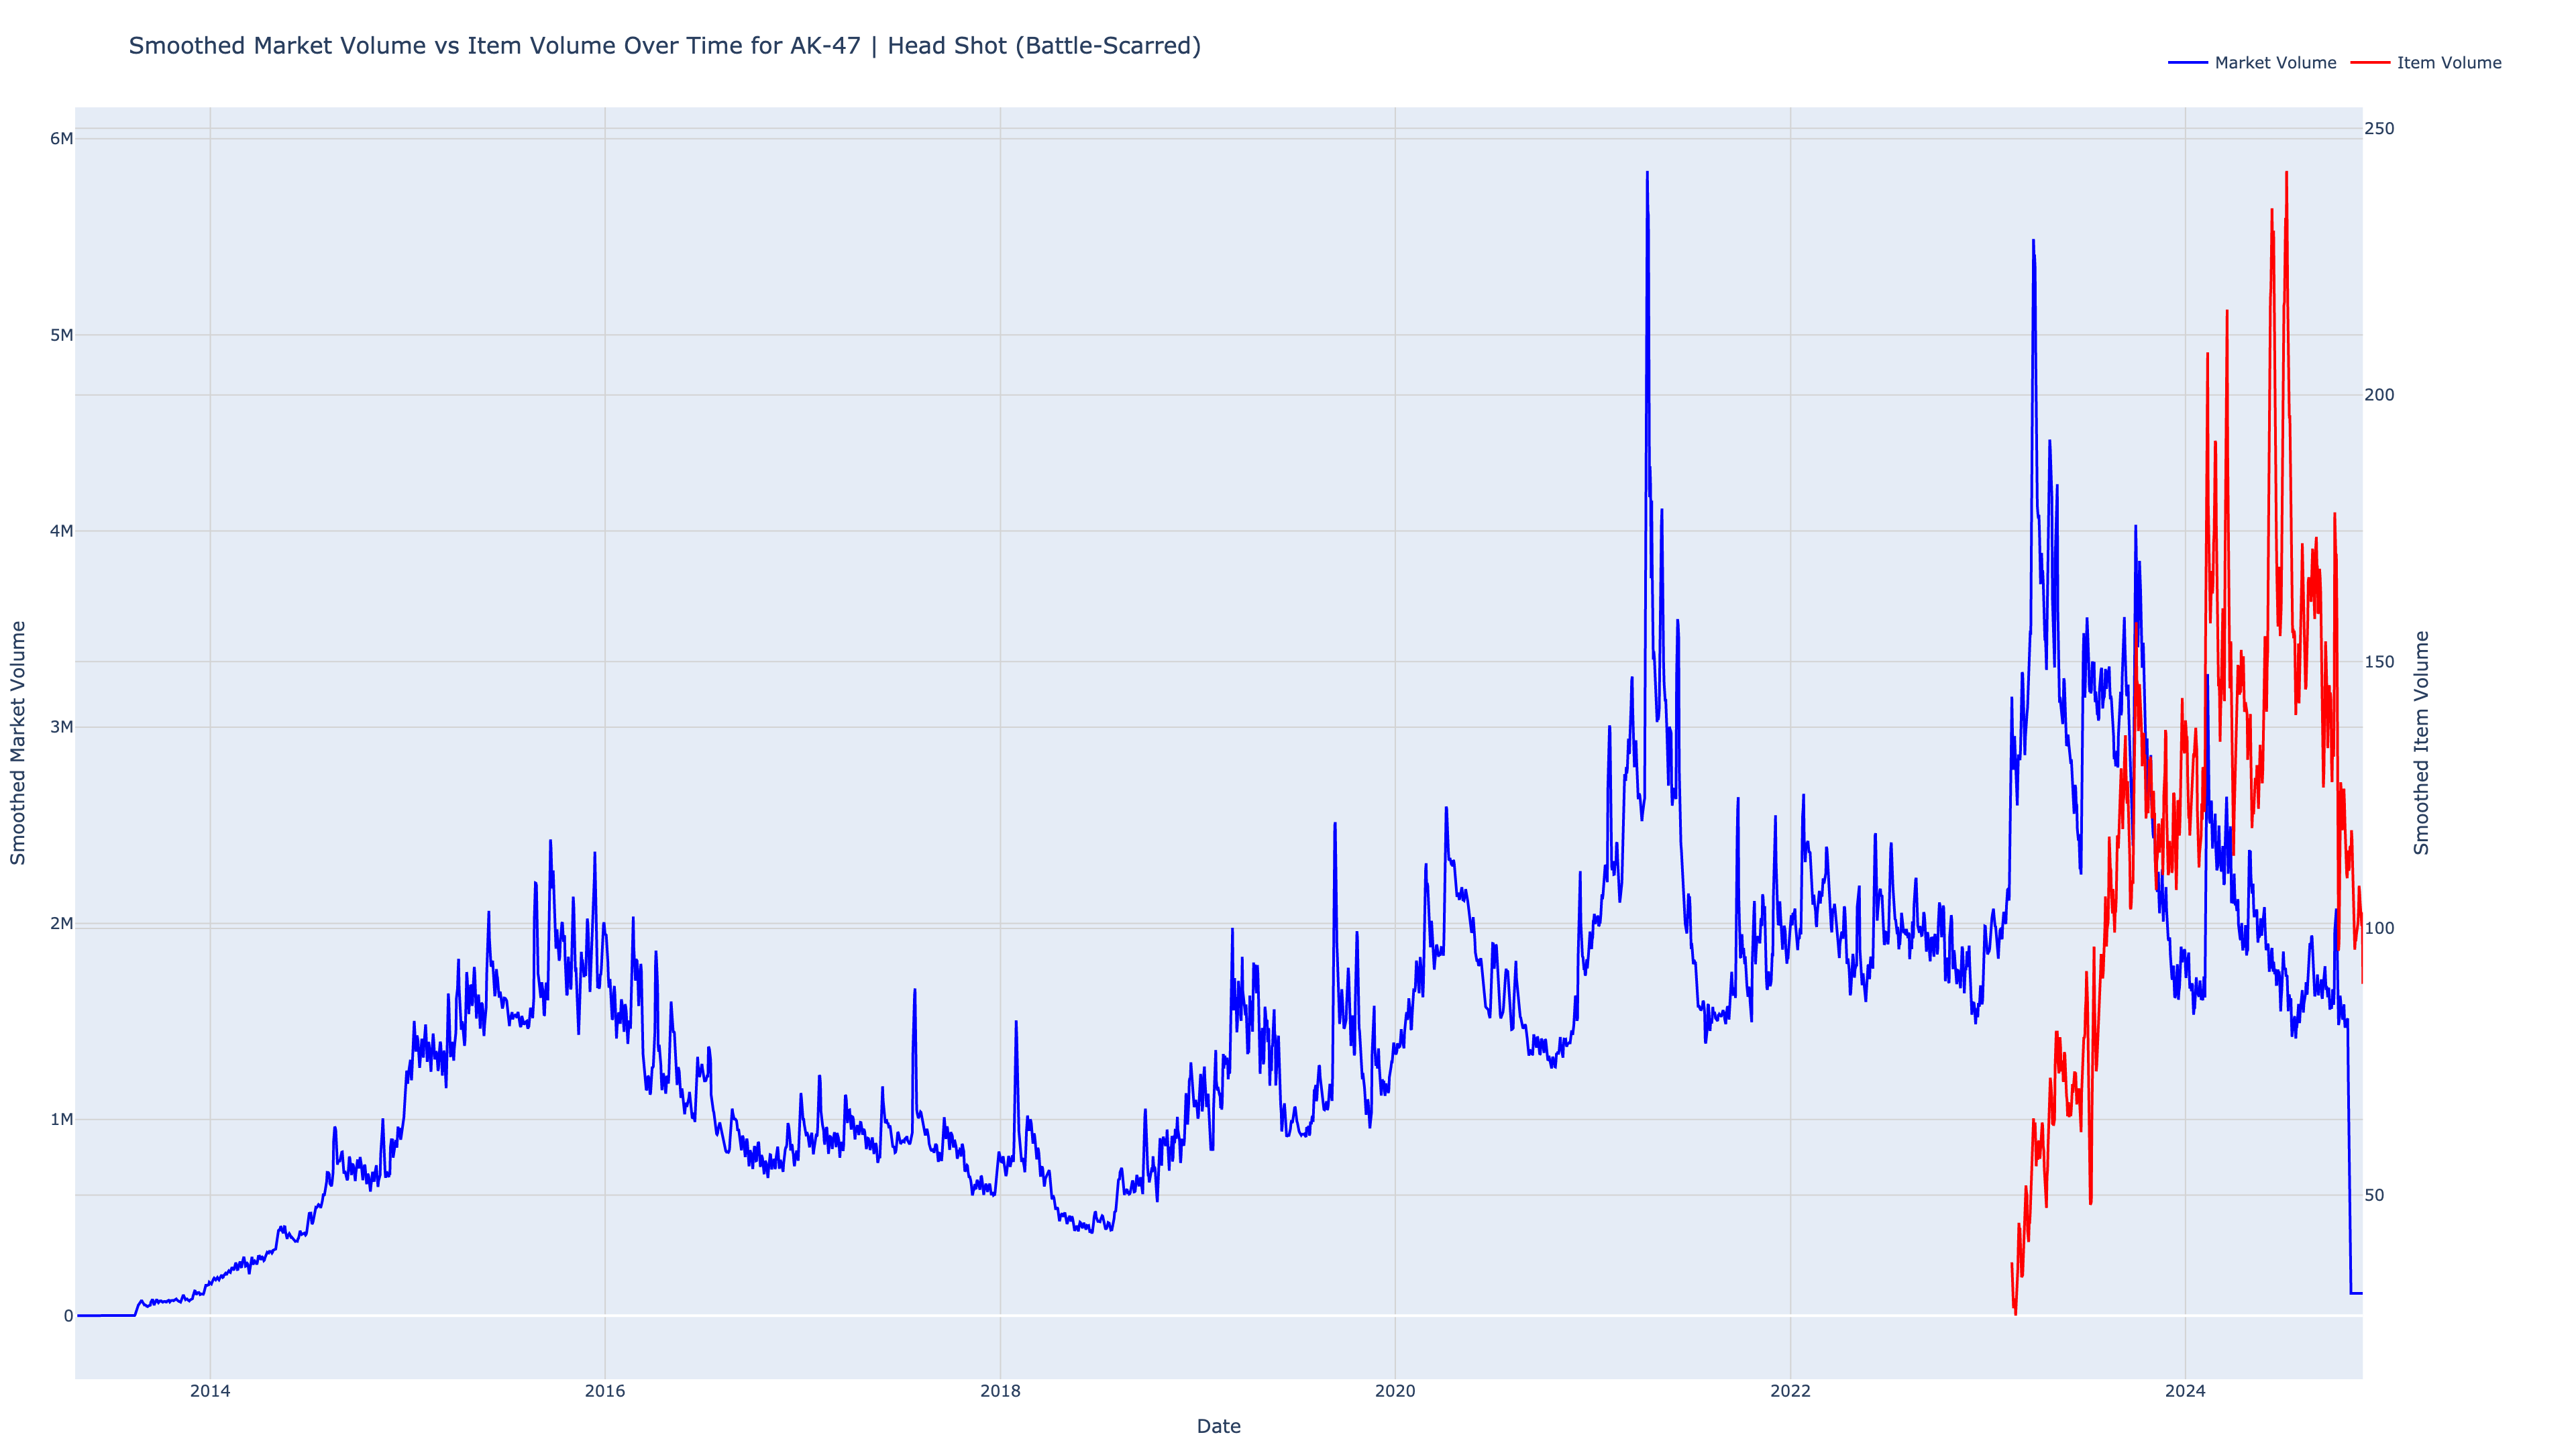 Smoothed Market Volume vs Item Volume Over Time for AK-47 | Head Shot (Battle-Scarred)
Market Volume
Item Volume
6M
5M
4M
3M
2M
1M
0
250
200
150
100
50
Smoothed Market Volume
Smoothed Item Volume
2014
2016
2018
2020
2022
2024
Date